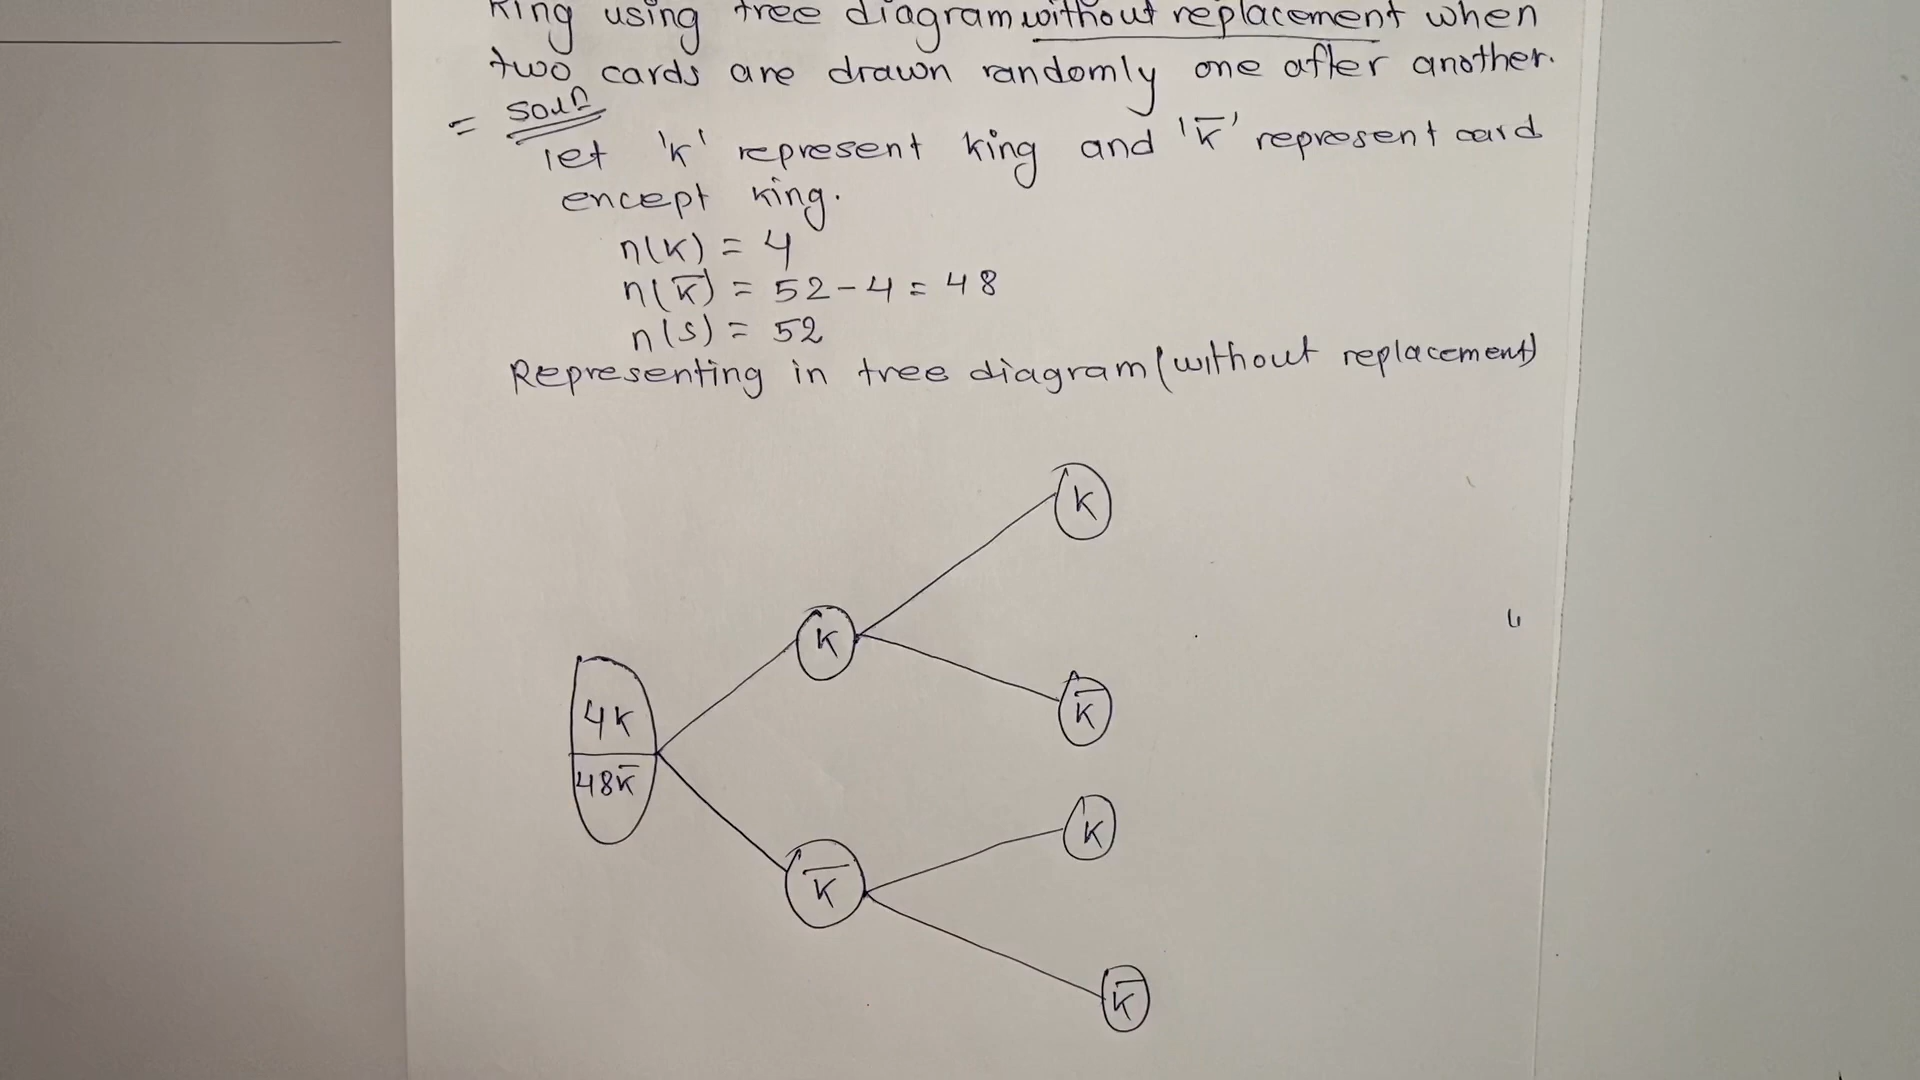 King using tree diagram without replacement when
two cards are drawn randomly one after another.
= Soln
let 'K' represent king and 'K̅' represent card
encept king.
n(K) = 4
n(K̅) = 52 - 4 = 48
n(S) = 52
Representing in tree diagram (without replacement)
K
K
K̅
4K
48K̅
K
K̅
K̅